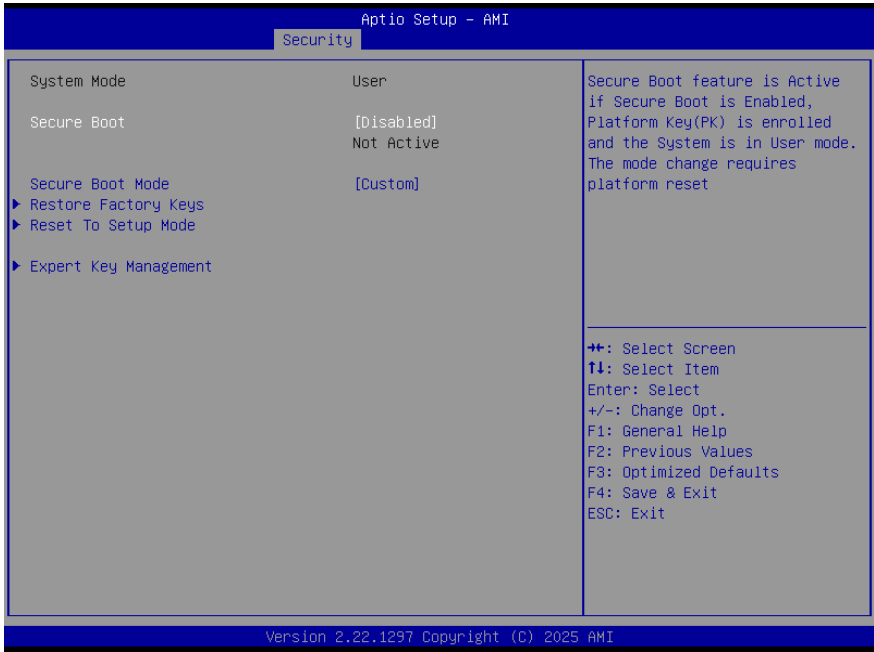 Aptio Setup – AMI
Security
System Mode User
Secure Boot [Disabled]
Not Active
Secure Boot Mode [Custom]
Restore Factory Keys
Reset To Setup Mode
Expert Key Management
Secure Boot feature is Active
if Secure Boot is Enabled,
Platform Key(PK) is enrolled
and the System is in User mode.
The mode change requires
platform reset
→←: Select Screen
↑↓: Select Item
Enter: Select
+/-: Change Opt.
F1: General Help
F2: Previous Values
F3: Optimized Defaults
F4: Save & Exit
ESC: Exit
Version 2.22.1297 Copyright (C) 2025 AMI